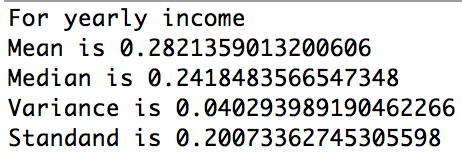 For yearly income
Mean is 0.2821359013200606
Median is 0.2418483566547348
Variance is 0.040293989190462266
Standand is 0.20073362745305598